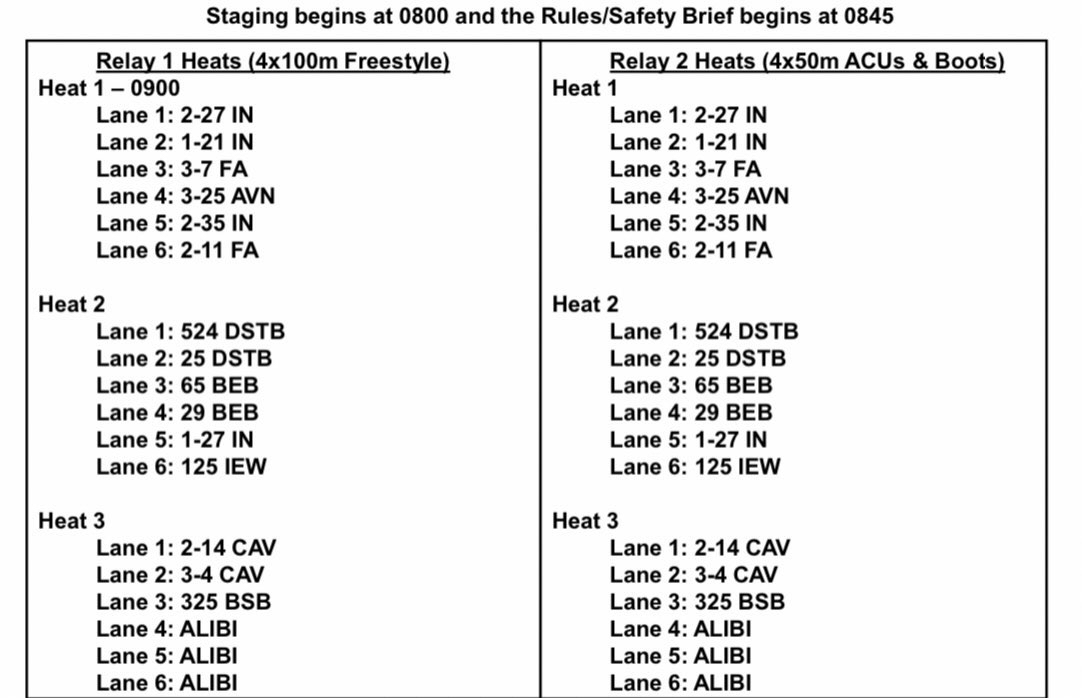 Staging begins at 0800 and the Rules/Safety Brief begins at 0845
Relay 1 Heats (4x100m Freestyle)
Heat 1 – 0900
Lane 1: 2-27 IN
Lane 2: 1-21 IN
Lane 3: 3-7 FA
Lane 4: 3-25 AVN
Lane 5: 2-35 IN
Lane 6: 2-11 FA
Heat 2
Lane 1: 524 DSTB
Lane 2: 25 DSTB
Lane 3: 65 BEB
Lane 4: 29 BEB
Lane 5: 1-27 IN
Lane 6: 125 IEW
Heat 3
Lane 1: 2-14 CAV
Lane 2: 3-4 CAV
Lane 3: 325 BSB
Lane 4: ALIBI
Lane 5: ALIBI
Lane 6: ALIBI
Relay 2 Heats (4x50m ACUs & Boots)
Heat 1
Lane 1: 2-27 IN
Lane 2: 1-21 IN
Lane 3: 3-7 FA
Lane 4: 3-25 AVN
Lane 5: 2-35 IN
Lane 6: 2-11 FA
Heat 2
Lane 1: 524 DSTB
Lane 2: 25 DSTB
Lane 3: 65 BEB
Lane 4: 29 BEB
Lane 5: 1-27 IN
Lane 6: 125 IEW
Heat 3
Lane 1: 2-14 CAV
Lane 2: 3-4 CAV
Lane 3: 325 BSB
Lane 4: ALIBI
Lane 5: ALIBI
Lane 6: ALIBI